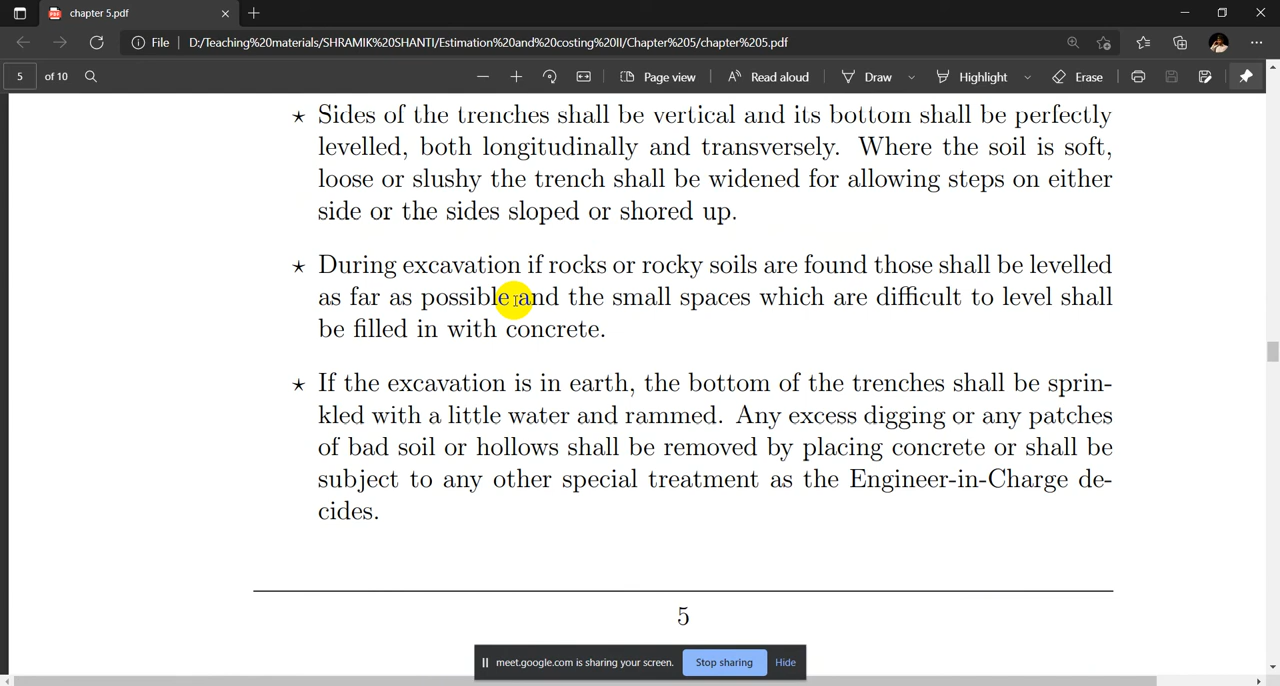 chapter 5.pdf
File
D:/Teaching%20materials/SHRAMIK%20SHANTI/Estimation%20and%20costing%20II/Chapter%205/chapter%205.pdf
5 of 10
Page view
Read aloud
Draw
Highlight
Erase
⋆ Sides of the trenches shall be vertical and its bottom shall be perfectly
levelled, both longitudinally and transversely. Where the soil is soft,
loose or slushy the trench shall be widened for allowing steps on either
side or the sides sloped or shored up.
⋆ During excavation if rocks or rocky soils are found those shall be levelled
as far as possible and the small spaces which are difficult to level shall
be filled in with concrete.
⋆ If the excavation is in earth, the bottom of the trenches shall be sprin-
kled with a little water and rammed. Any excess digging or any patches
of bad soil or hollows shall be removed by placing concrete or shall be
subject to any other special treatment as the Engineer-in-Charge de-
cides.
5
meet.google.com is sharing your screen. Stop sharing Hide